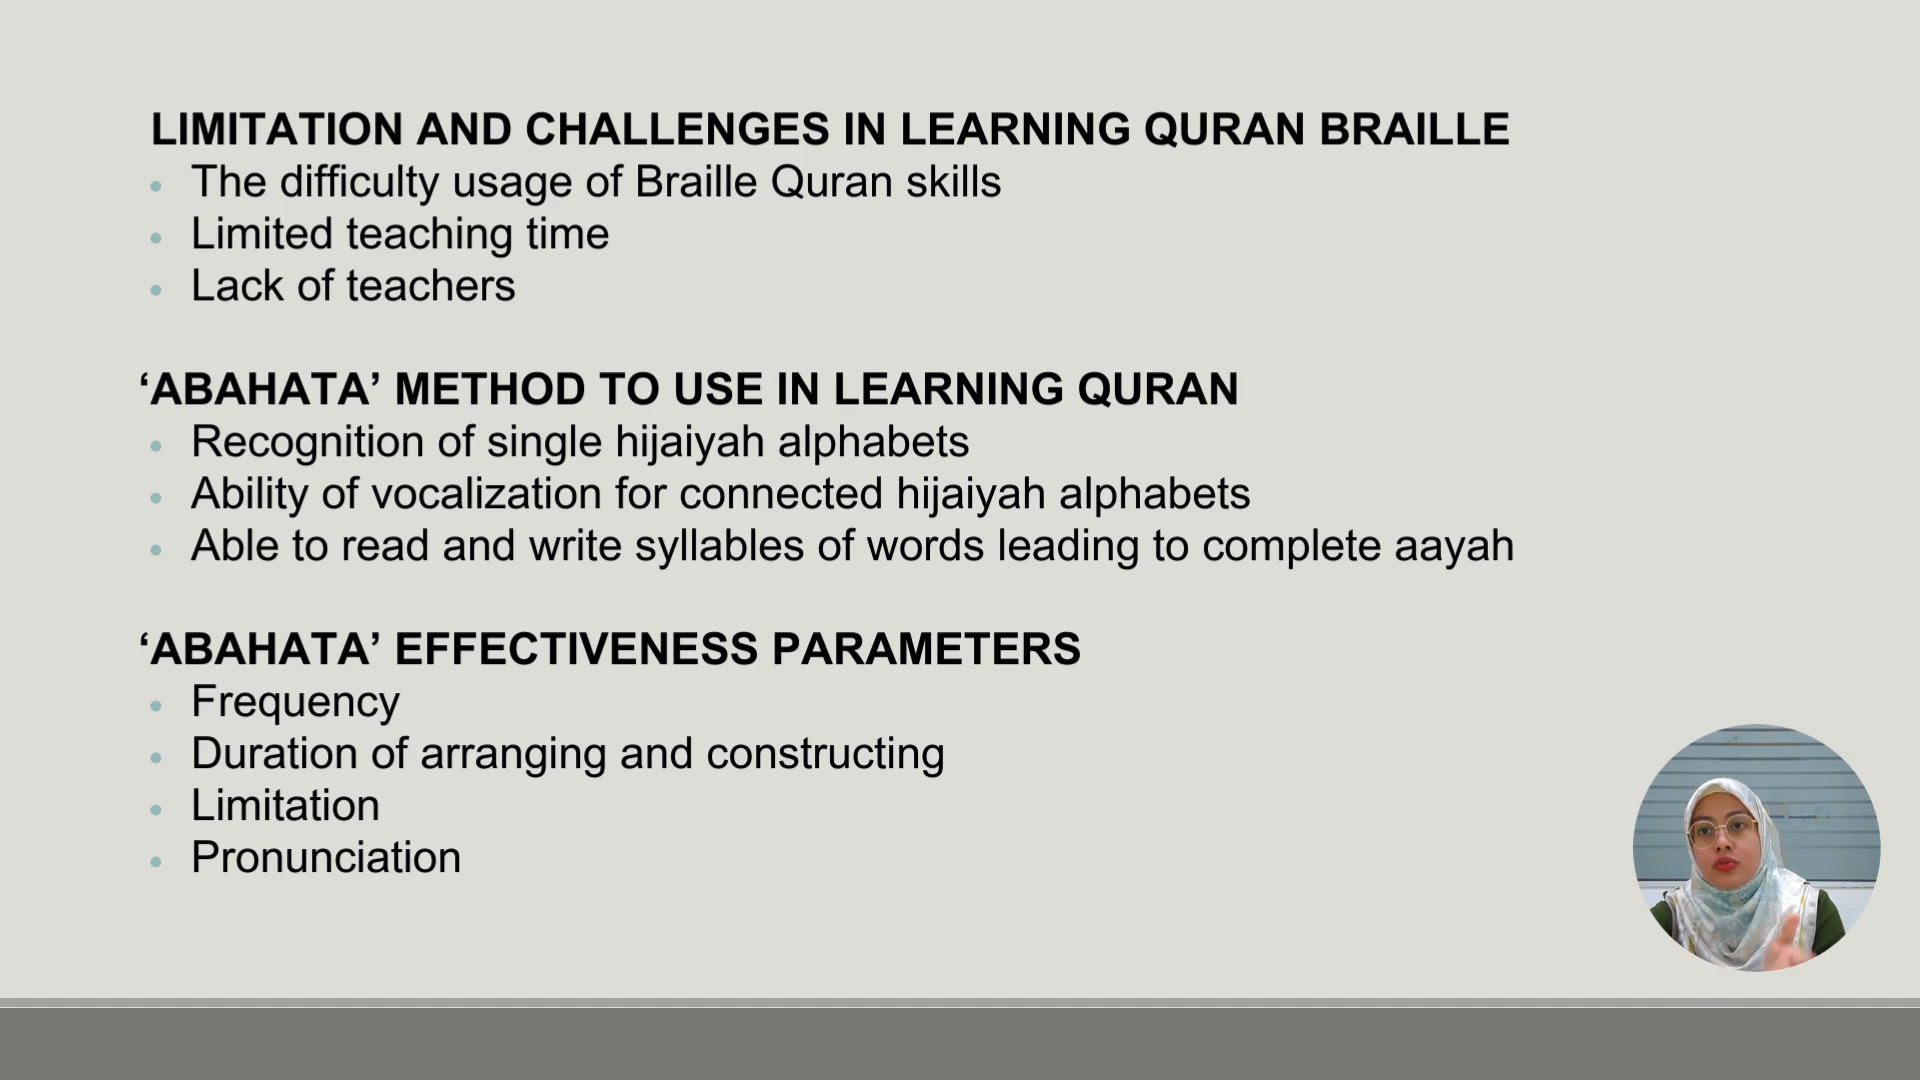 LIMITATION AND CHALLENGES IN LEARNING QURAN BRAILLE
• The difficulty usage of Braille Quran skills
• Limited teaching time
• Lack of teachers
‘ABAHATA’ METHOD TO USE IN LEARNING QURAN
• Recognition of single hijaiyah alphabets
• Ability of vocalization for connected hijaiyah alphabets
• Able to read and write syllables of words leading to complete aayah
‘ABAHATA’ EFFECTIVENESS PARAMETERS
• Frequency
• Duration of arranging and constructing
• Limitation
• Pronunciation